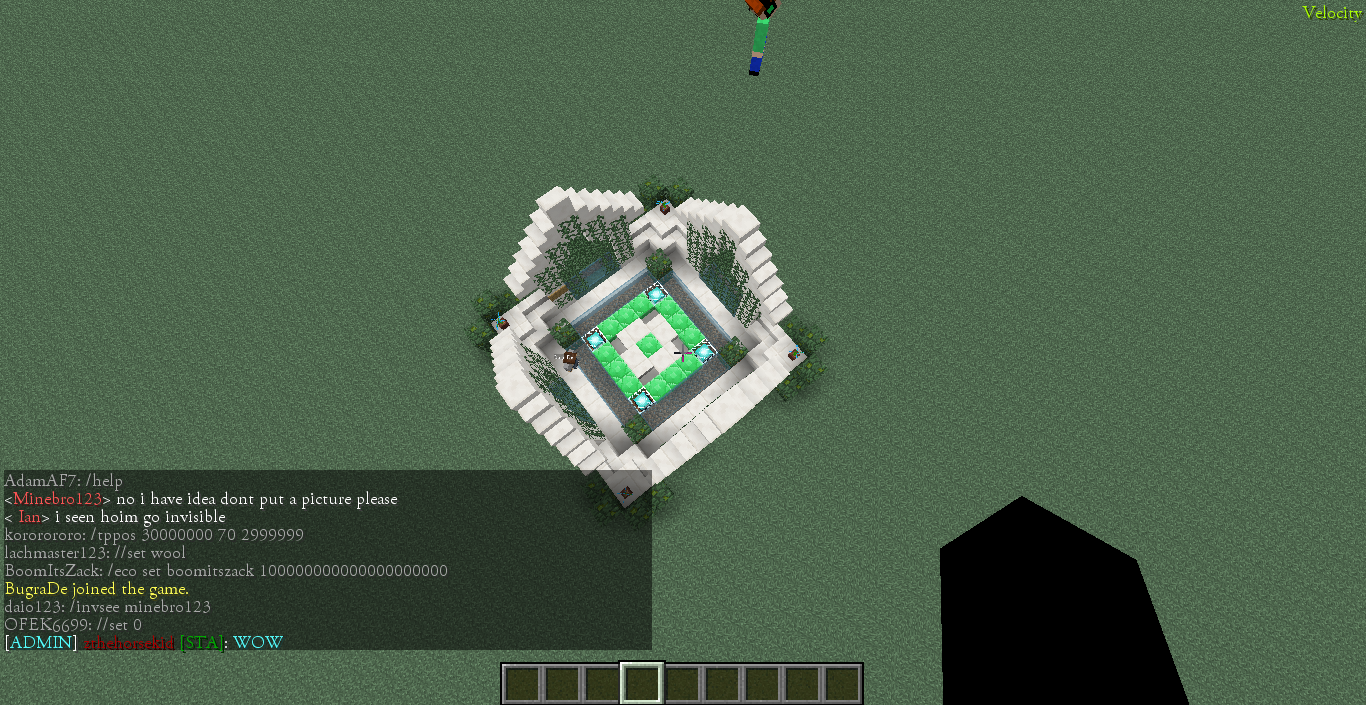 Velocity
AdamAF7: /help
<Minebro123> no i have idea dont put a picture please
< Ian> i seen hoim go invisible
kororororo: /tppos 30000000 70 2999999
lachmaster123: //set wool
BoomItsZack: /eco set boomitszack 100000000000000000000
BugraDe joined the game.
daio123: /invsee minebro123
OFEK6699: //set 0
[ADMIN] [STA]: WOW